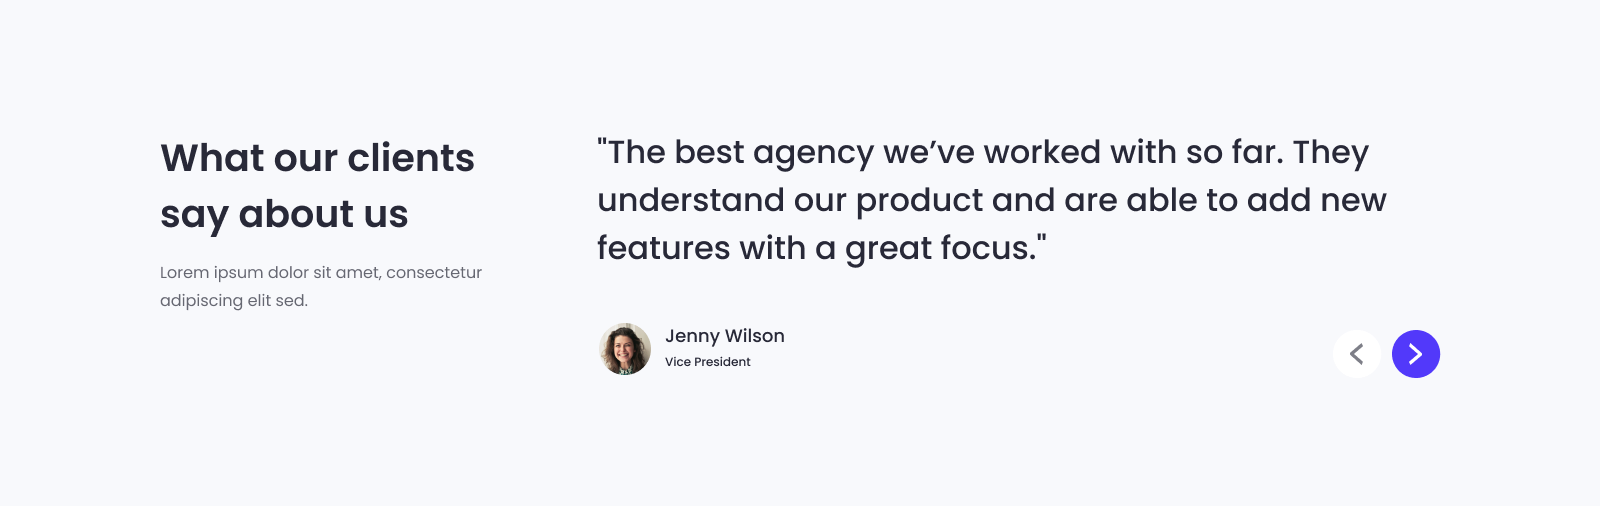 What our clients
say about us
Lorem ipsum dolor sit amet, consectetur
adipiscing elit sed.
"The best agency we’ve worked with so far. They
understand our product and are able to add new
features with a great focus."
Jenny Wilson
Vice President